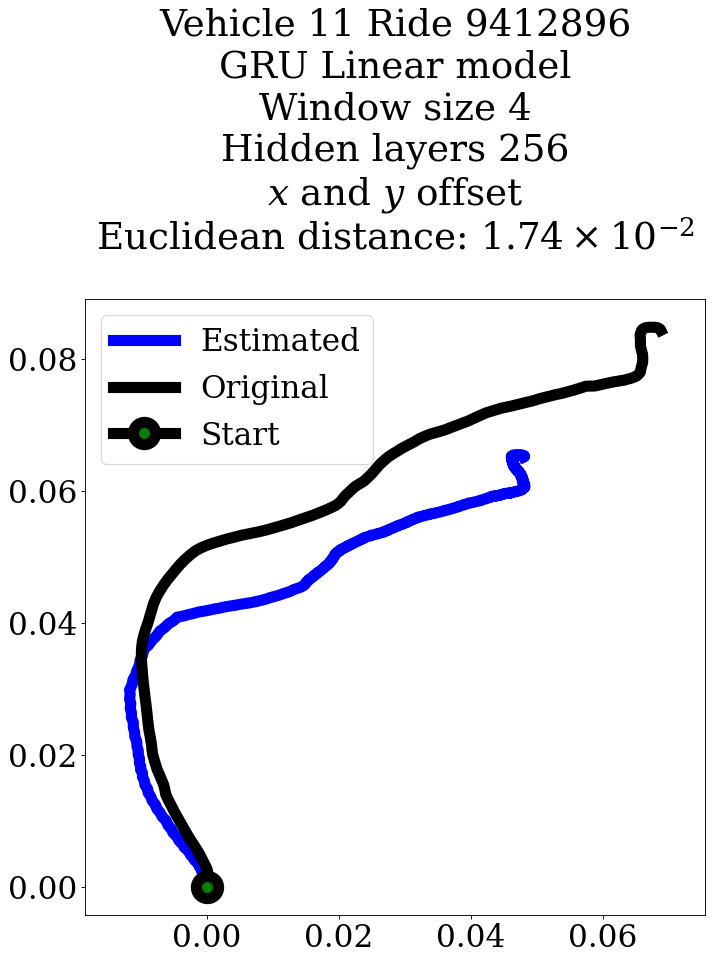 Vehicle 11 Ride 9412896
GRU Linear model
Window size 4
Hidden layers 256
x and y offset
Euclidean distance: 1.74 × 10⁻²
Estimated
Original
Start
0.08
0.06
0.04
0.02
0.00
0.00 0.02 0.04 0.06